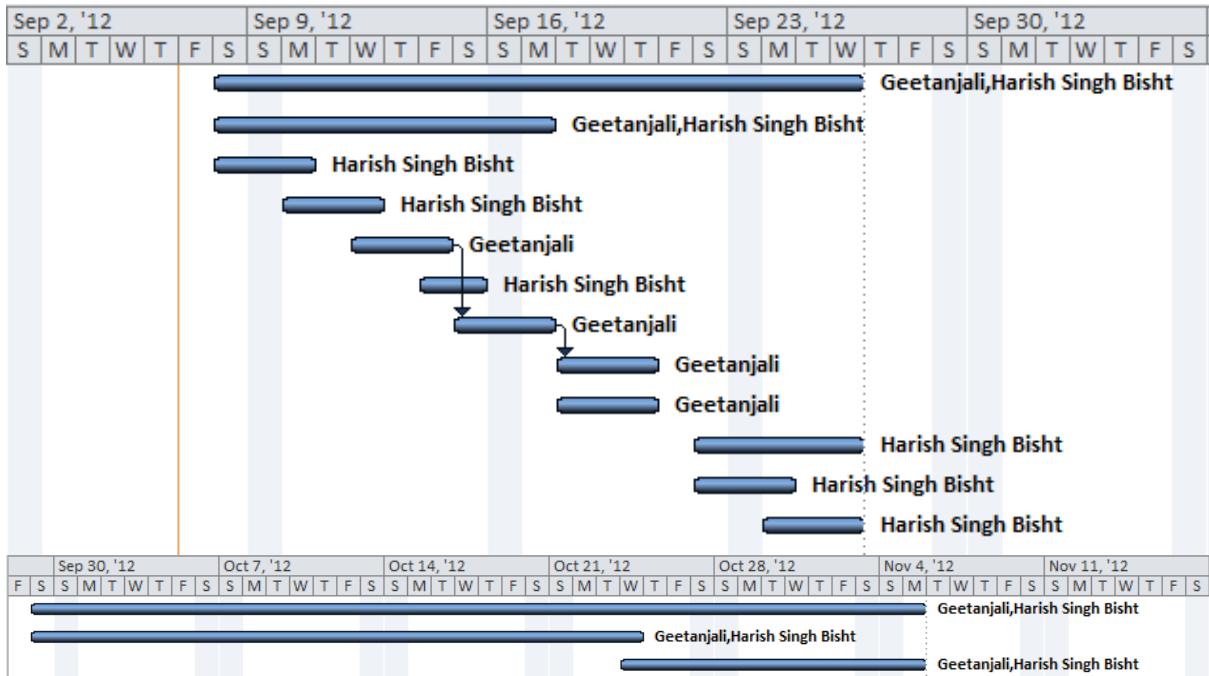 Sep 2, '12 Sep 9, '12 Sep 16, '12 Sep 23, '12 Sep 30, '12
S M T W T F S S M T W T F S S M T W T F S S M T W T F S S M T W T F S
Geetanjali,Harish Singh Bisht
Geetanjali,Harish Singh Bisht
Harish Singh Bisht
Harish Singh Bisht
Geetanjali
Harish Singh Bisht
Geetanjali
Geetanjali
Geetanjali
Harish Singh Bisht
Harish Singh Bisht
Harish Singh Bisht
Sep 30, '12 Oct 7, '12 Oct 14, '12 Oct 21, '12 Oct 28, '12 Nov 4, '12 Nov 11, '12
F S S M T W T F S S M T W T F S S M T W T F S S M T W T F S S M T W T F S S M T W T F S S M T W T F S
Geetanjali,Harish Singh Bisht
Geetanjali,Harish Singh Bisht
Geetanjali,Harish Singh Bisht